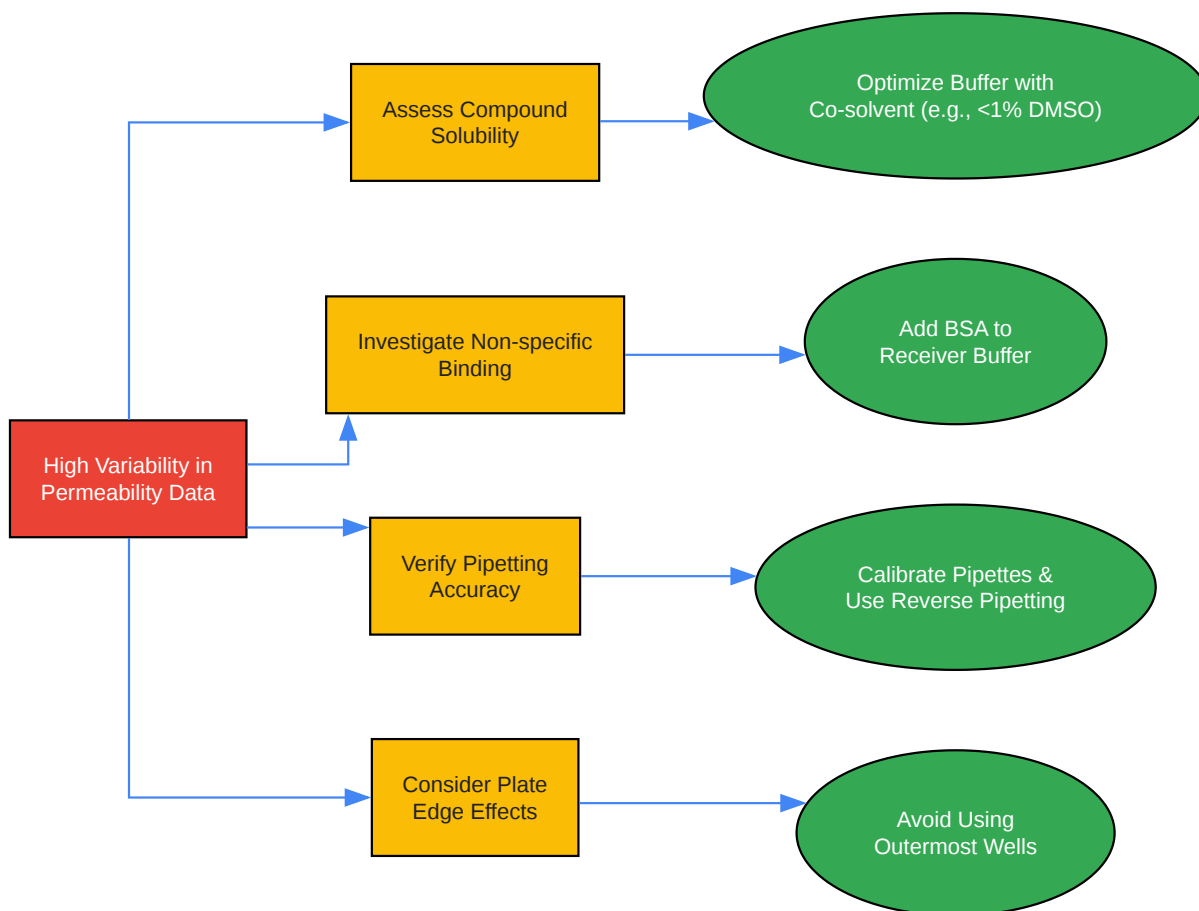 Assess Compound
Solubility
Optimize Buffer with
Co-solvent (e.g., <1% DMSO)
Investigate Non-specific
Binding
Add BSA to
Receiver Buffer
High Variability in
Permeability Data
Verify Pipetting
Accuracy
Calibrate Pipettes &
Use Reverse Pipetting
Consider Plate
Edge Effects
Avoid Using
Outermost Wells